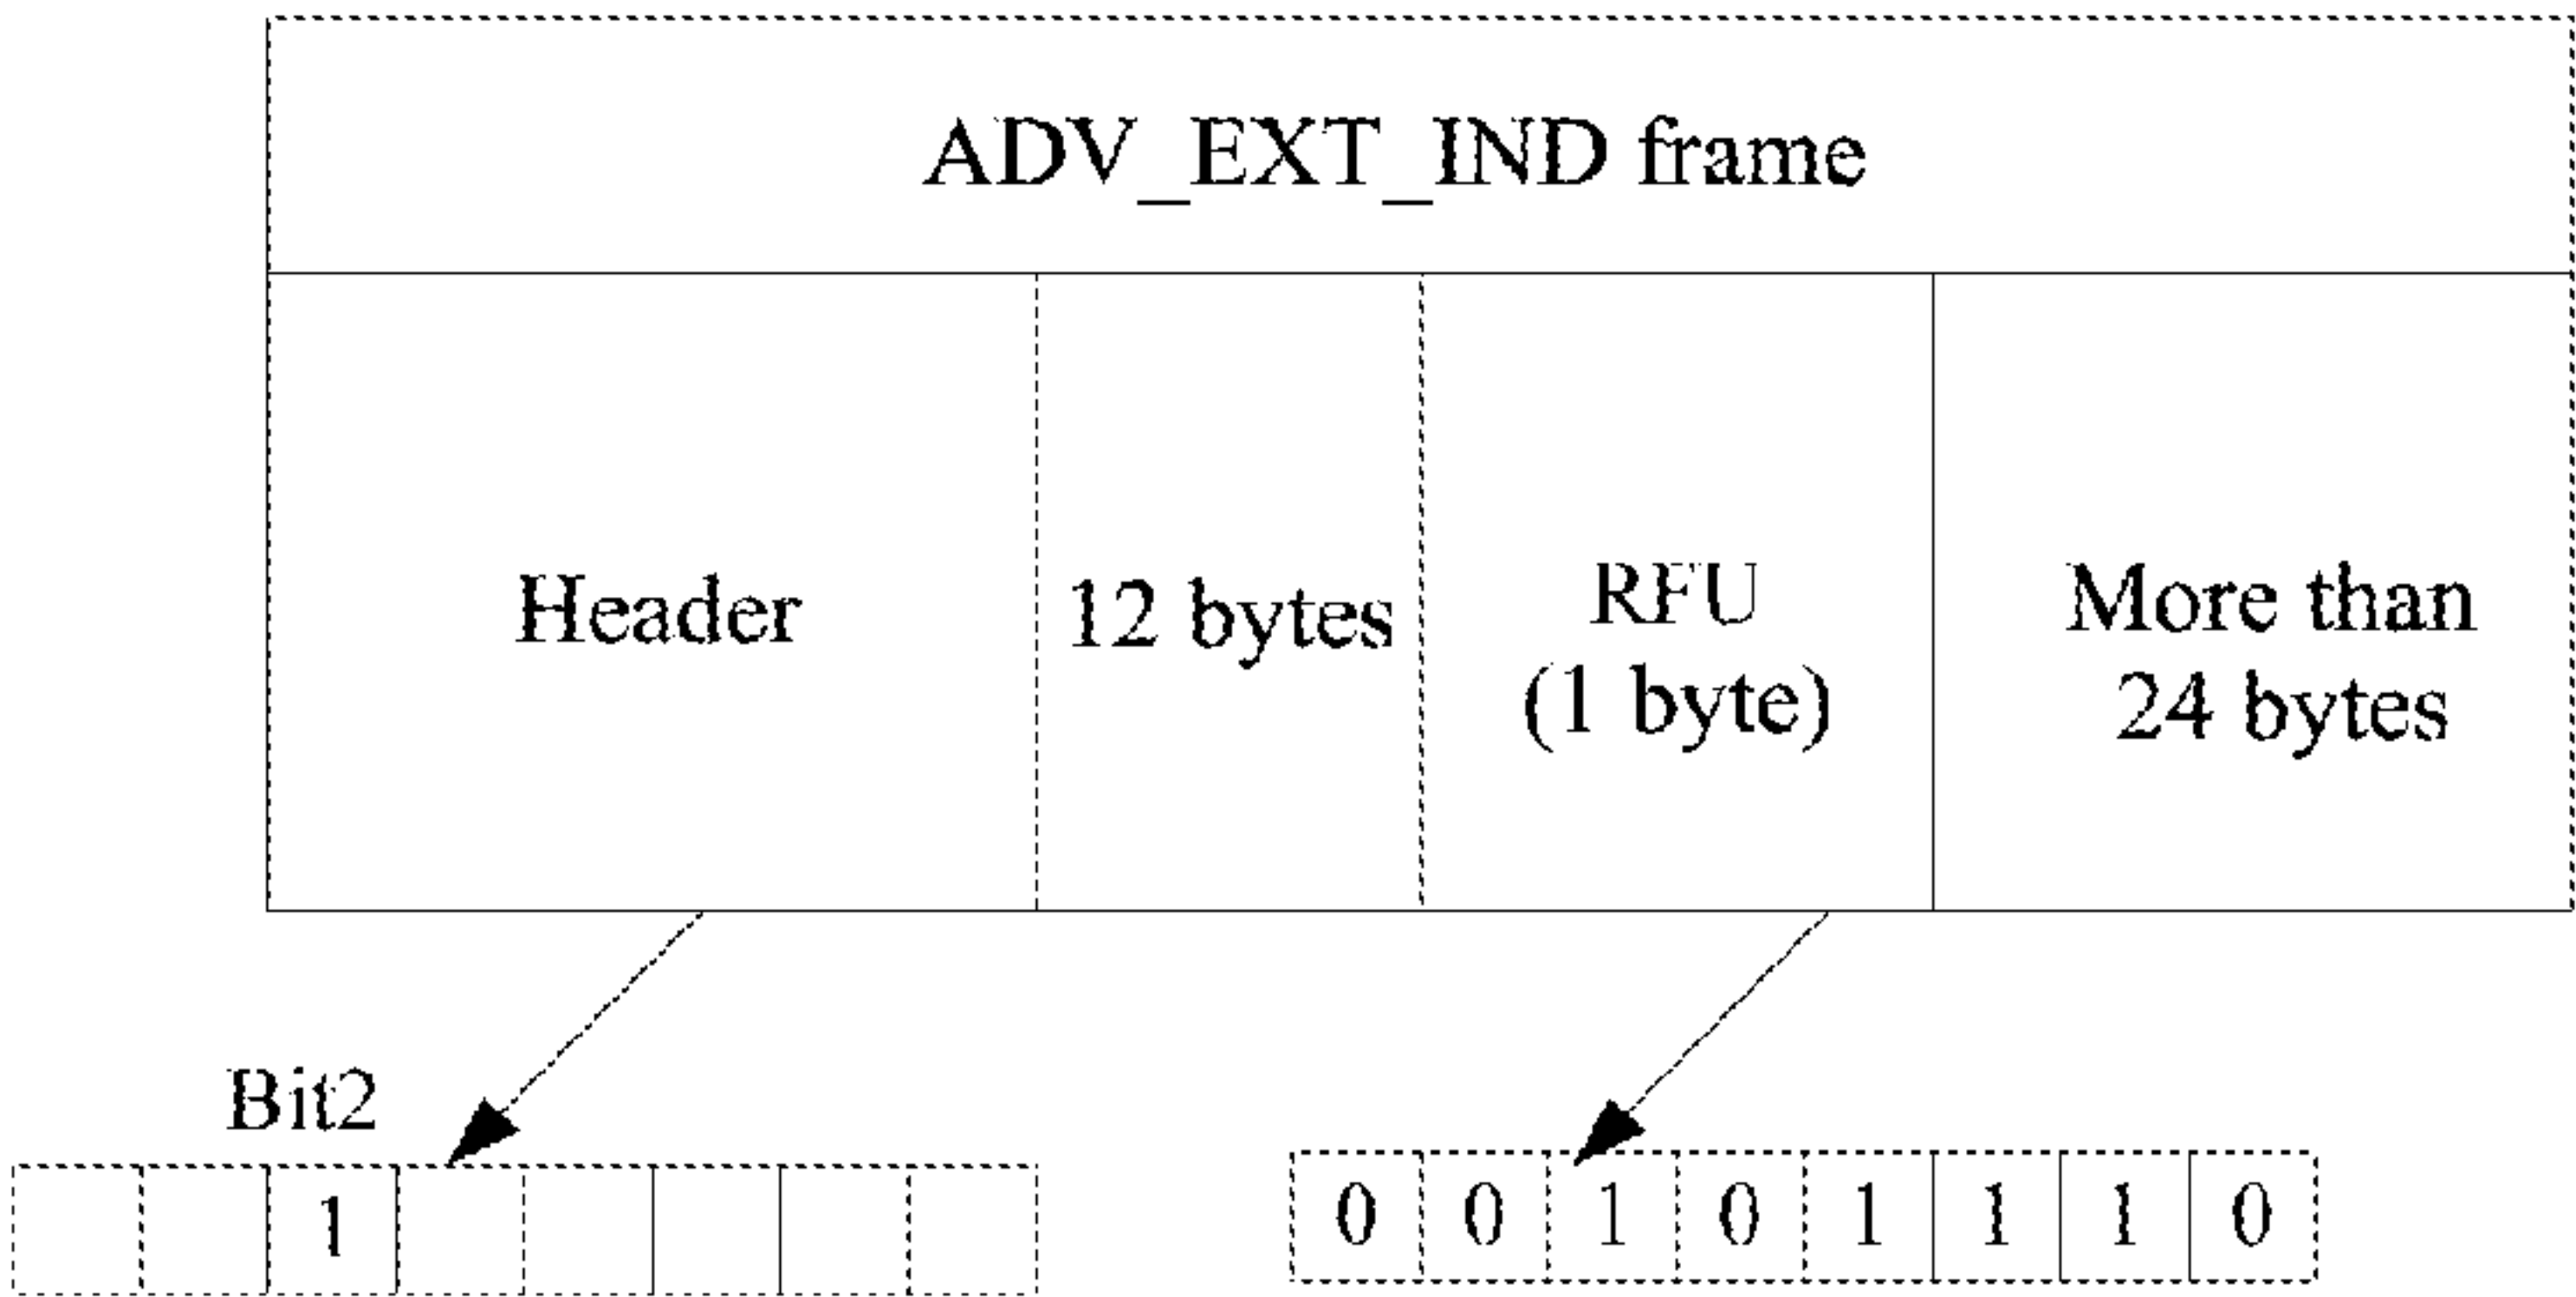 ADV_EXT_IND frame
Header
12 bytes
RFU
(1 byte)
More than
24 bytes
Bit2
1
0 0 1 0 1 1 1 0